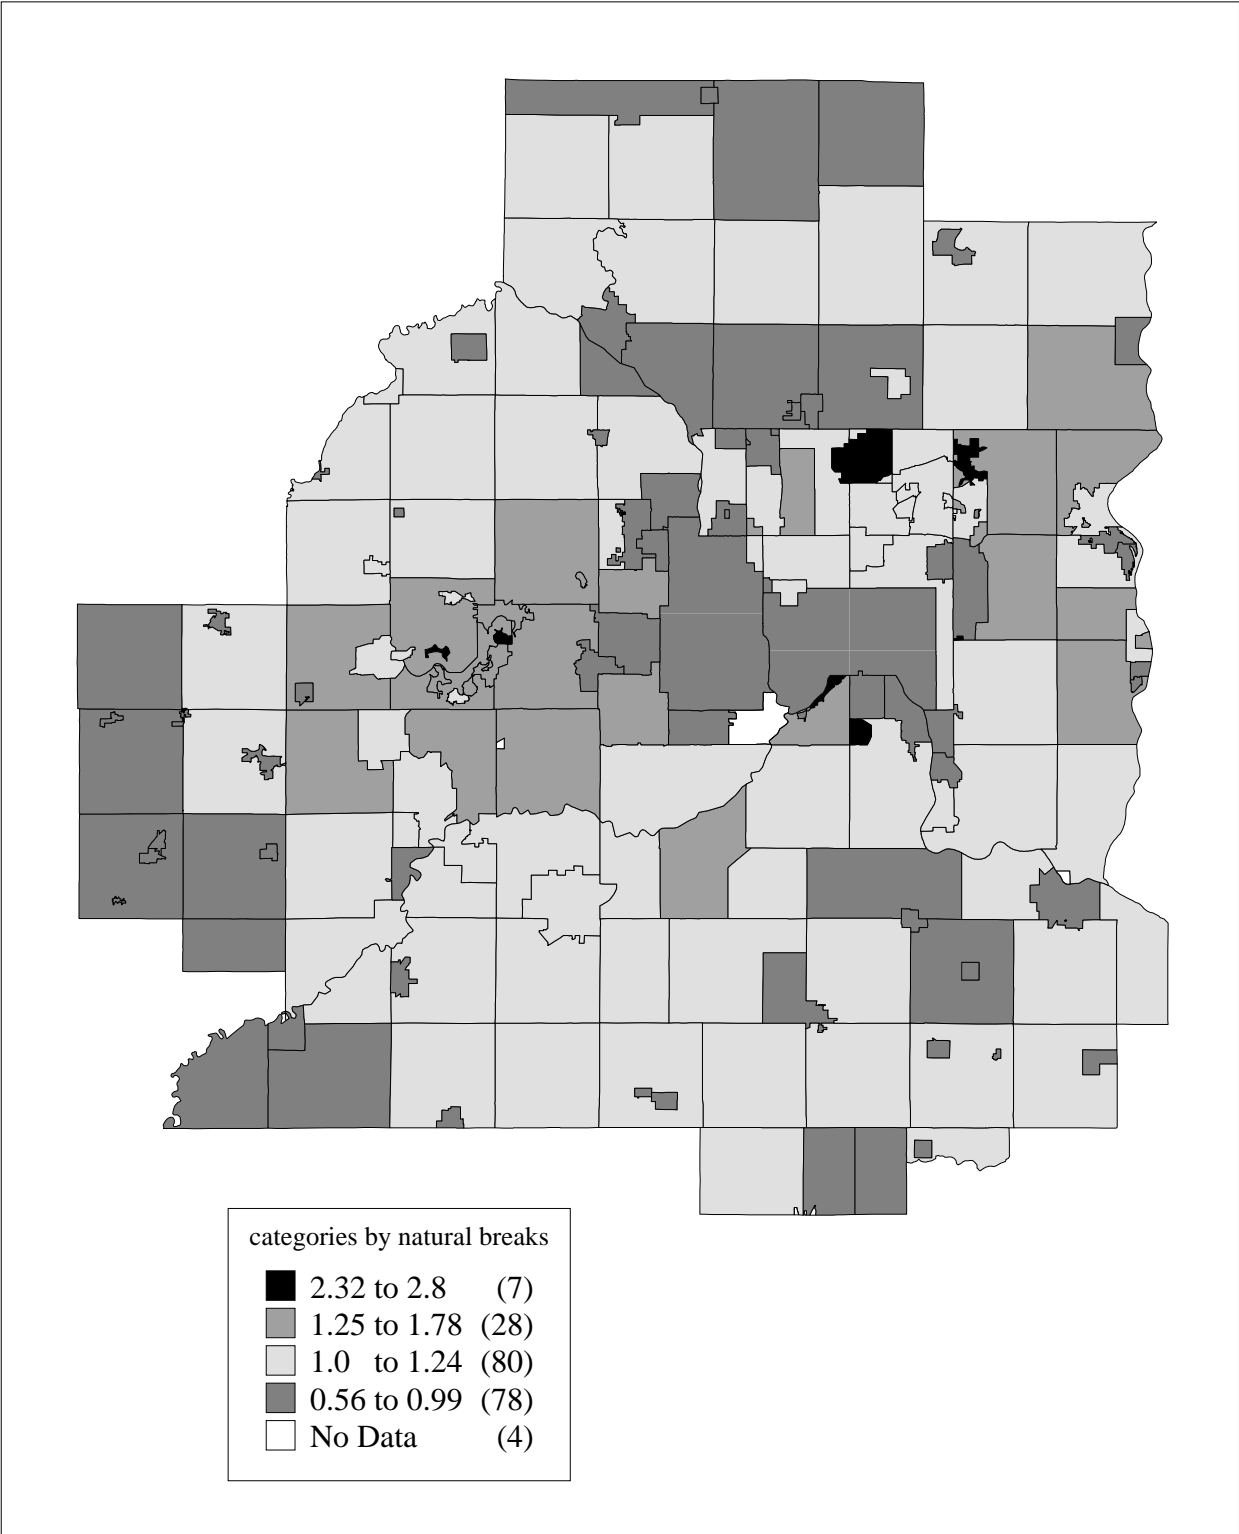 categories by natural breaks
2.32 to 2.8 (7)
1.25 to 1.78 (28)
1.0 to 1.24 (80)
0.56 to 0.99 (78)
No Data (4)